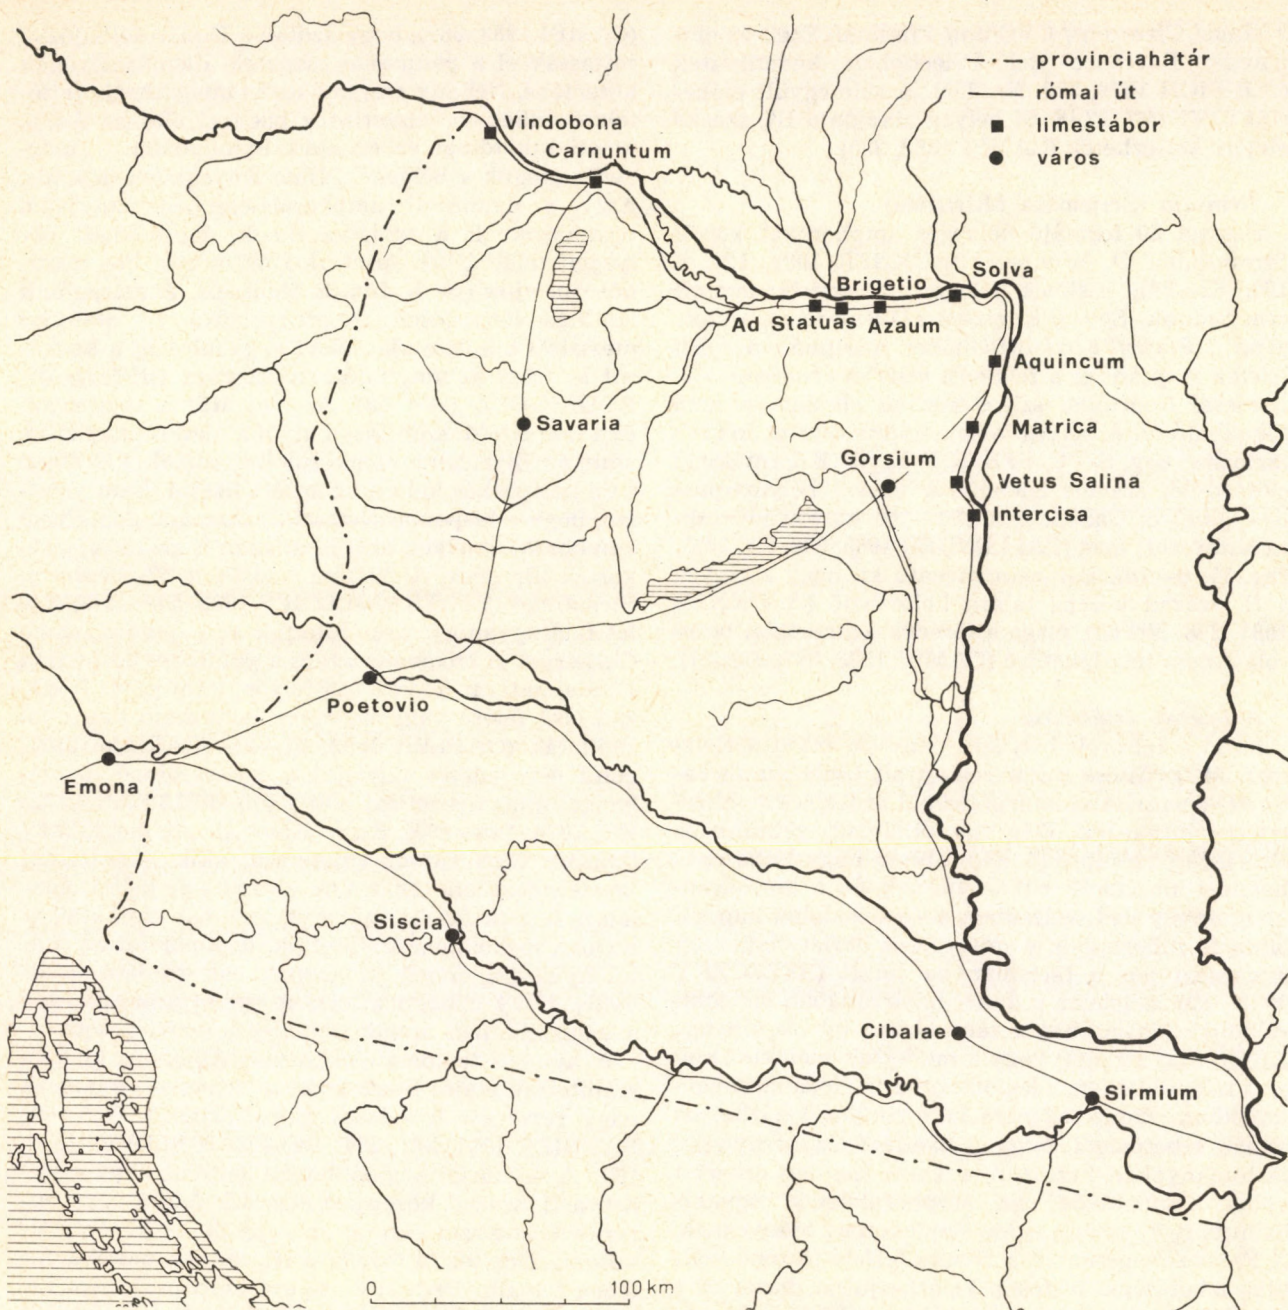 provinciahatár
római út
limestábor
város
Vindobona
Carnuntum
Brigetio
Solva
Ad Statuas
Azaum
Aquincum
Savaria
Matrica
Gorsium
Vetus Salina
Intercisa
Poetovio
Emona
Siscia
Cibalae
Sirmium
0
100 km